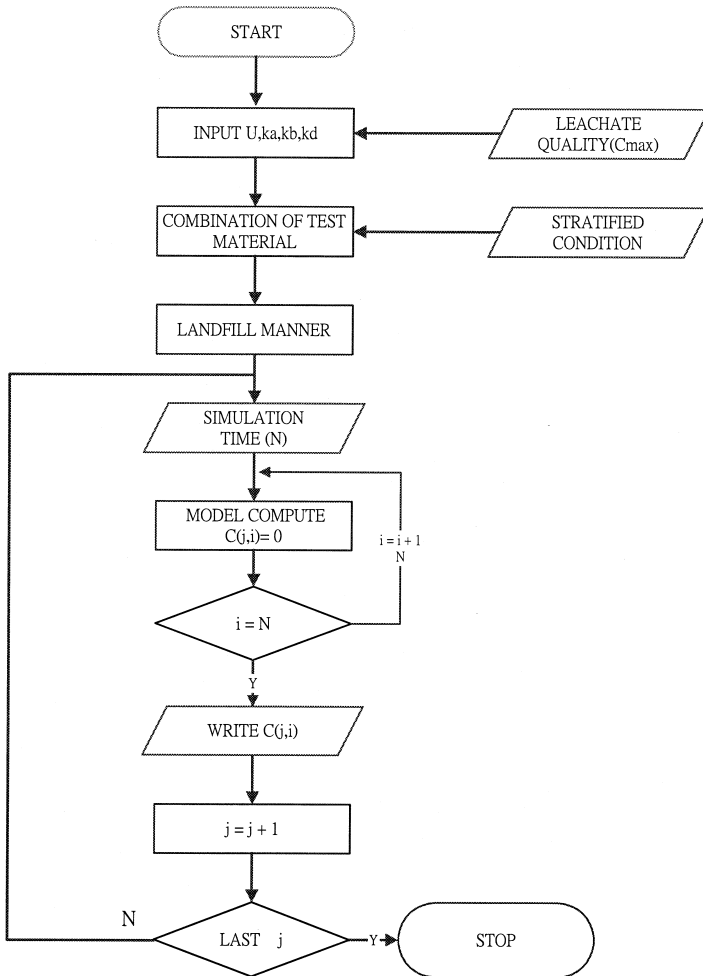 START
INPUT U,ka,kb,kd
LEACHATE
QUALITY(Cmax)
COMBINATION OF TEST
MATERIAL
STRATIFIED
CONDITION
LANDFILL MANNER
SIMULATION
TIME (N)
MODEL COMPUTE
C(j,i)= 0
i = i + 1
N
i = N
Y
WRITE C(j,i)
j = j + 1
N
LAST j
Y
STOP